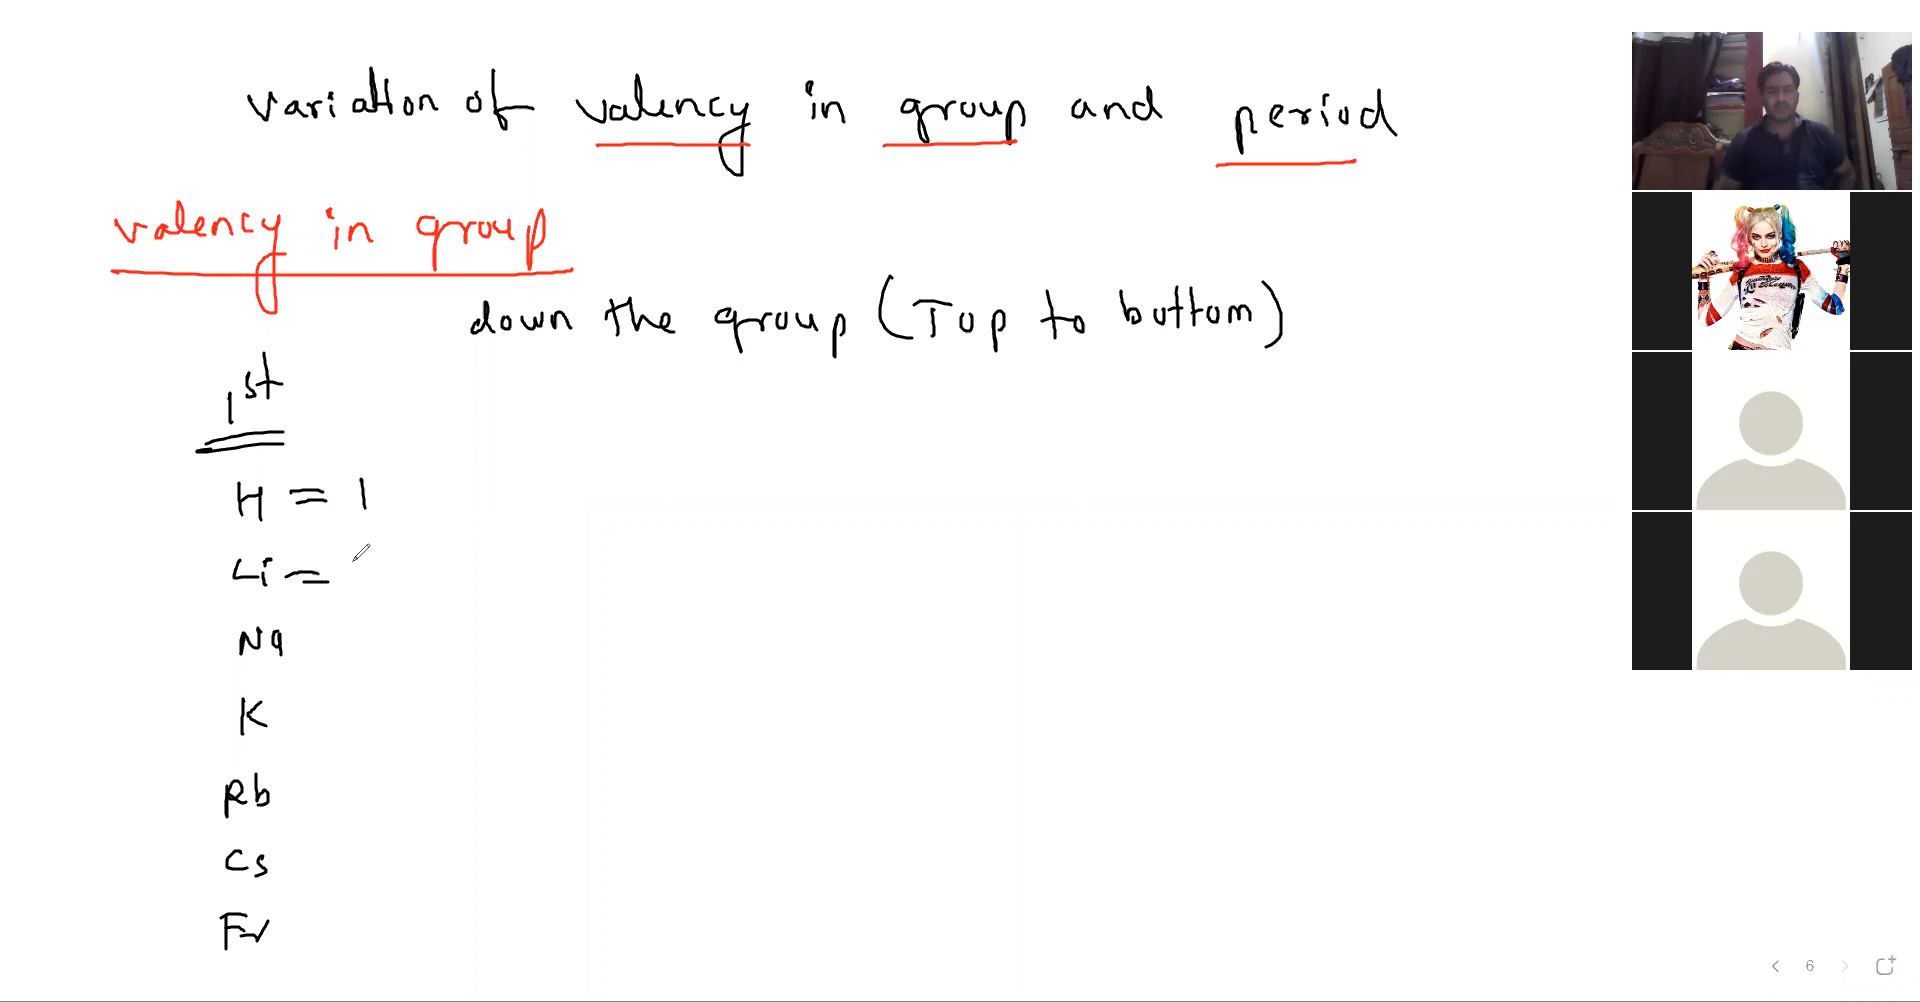 variation of valency in group and period
valency in group
down the group (Top to bottom)
1st
H = 1
Li =
Na
K
Rb
Cs
Fr
6